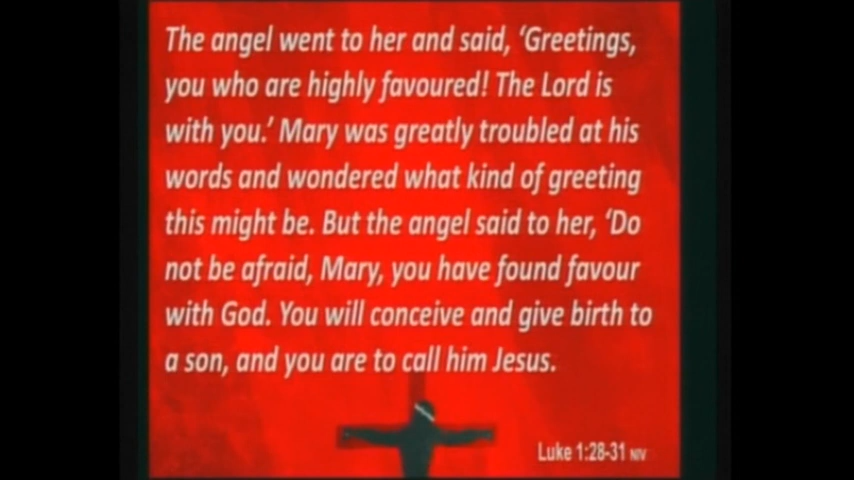 The angel went to her and said, ‘Greetings,
you who are highly favoured! The Lord is
with you.’ Mary was greatly troubled at his
words and wondered what kind of greeting
this might be. But the angel said to her, ‘Do
not be afraid, Mary, you have found favour
with God. You will conceive and give birth to
a son, and you are to call him Jesus.
Luke 1:28-31 NIV